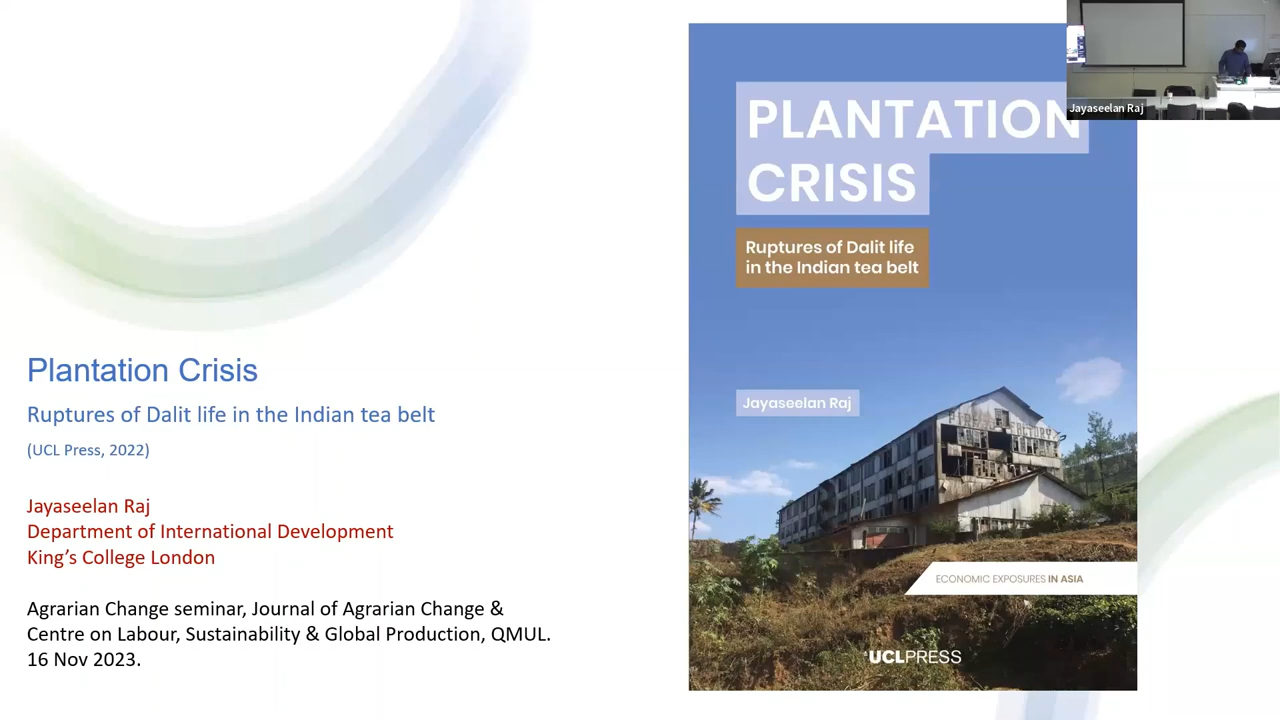 Plantation Crisis
Ruptures of Dalit life in the Indian tea belt
(UCL Press, 2022)
Jayaseelan Raj
Department of International Development
King's College London
Agrarian Change seminar, Journal of Agrarian Change &
Centre on Labour, Sustainability & Global Production, QMUL.
16 Nov 2023.
PLANTATION
CRISIS
Ruptures of Dalit life
in the Indian tea belt
Jayaseelan Raj
FACTORY
ECONOMIC EXPOSURES IN ASIA
UCLPRESS
Jayaseelan Raj